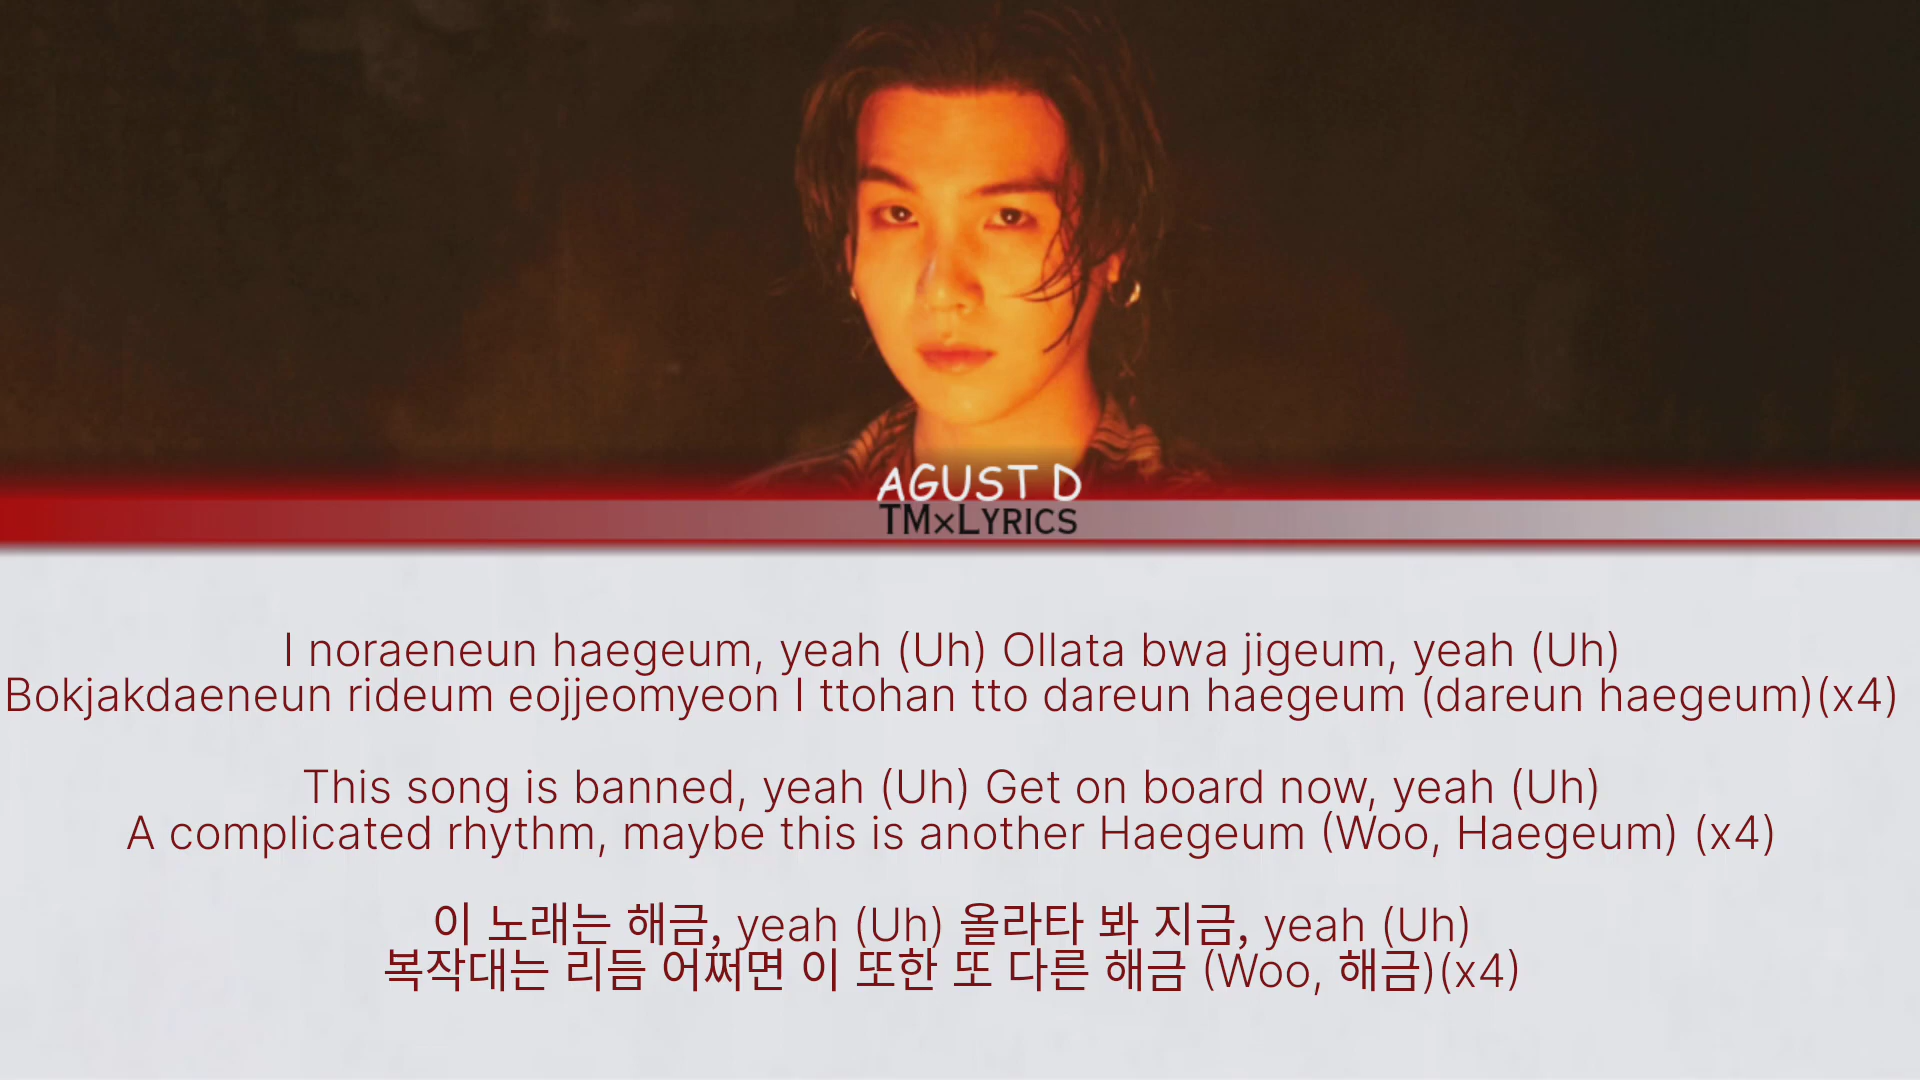 AGUST D
TM×LYRICS
I noraeneun haegeum, yeah (Uh) Ollata bwa jigeum, yeah (Uh)
Bokjakdaeneun rideum eojjeomyeon I ttohan tto dareun haegeum (dareun haegeum)(x4)
This song is banned, yeah (Uh) Get on board now, yeah (Uh)
A complicated rhythm, maybe this is another Haegeum (Woo, Haegeum) (x4)
이 노래는 해금, yeah (Uh) 올라타 봐 지금, yeah (Uh)
복작대는 리듬 어쩌면 이 또한 또 다른 해금 (Woo, 해금)(x4)